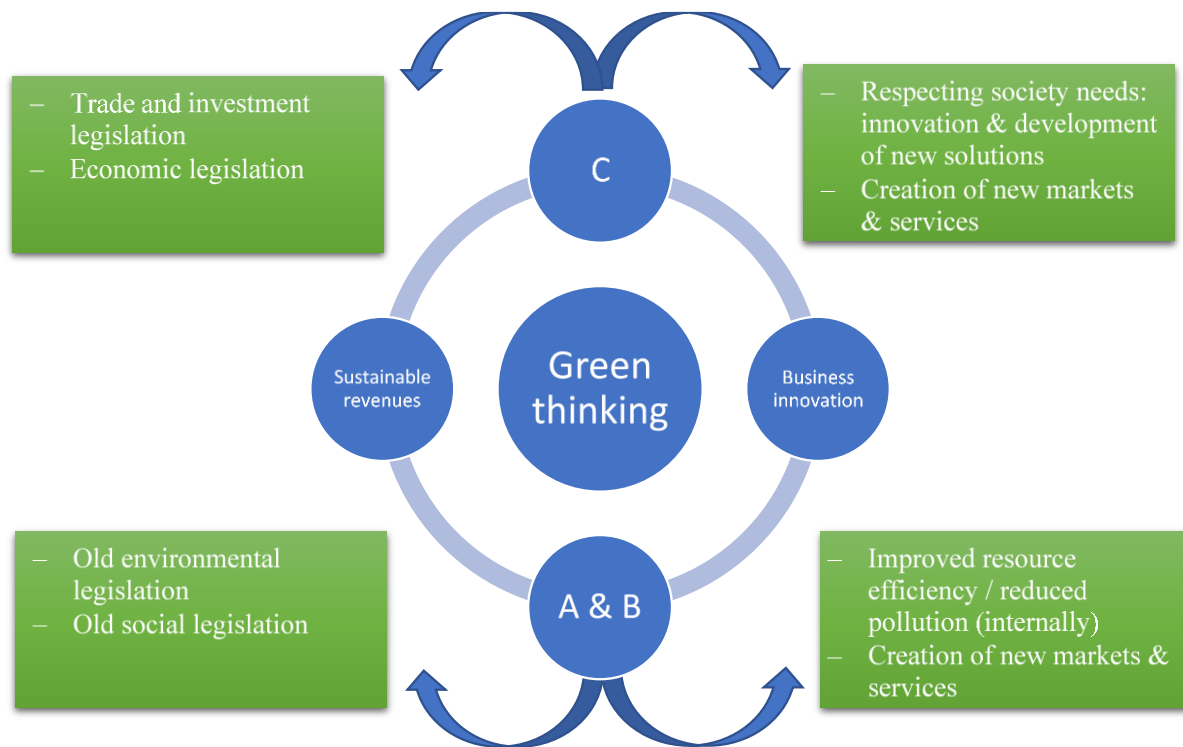 – Trade and investment
legislation
– Economic legislation
– Respecting society needs:
innovation & development
of new solutions
– Creation of new markets
& services
C
Sustainable
revenues
Green
thinking
Business
innovation
A & B
– Old environmental
legislation
– Old social legislation
– Improved resource
efficiency / reduced
pollution (internally)
– Creation of new markets &
services